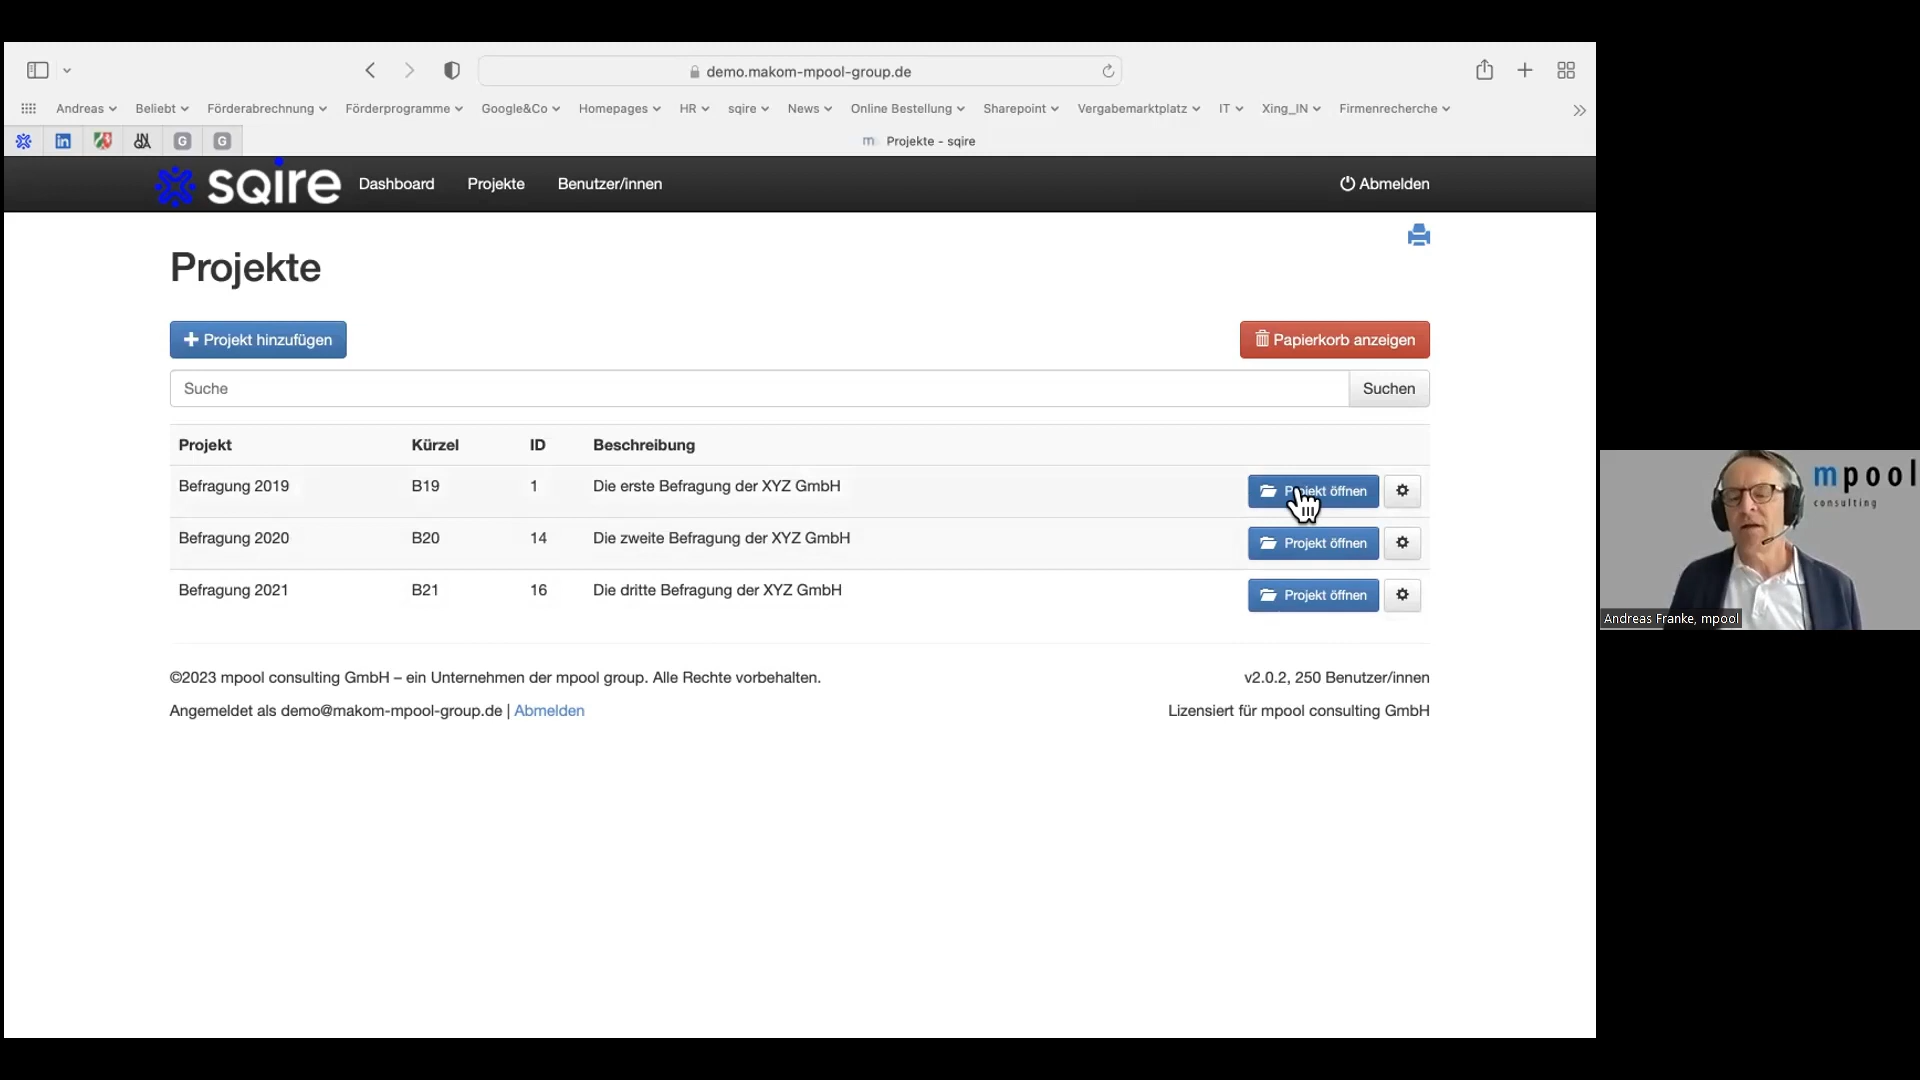 demo.makom-mpool-group.de
Andreas Beliebt Förderabrechnung Förderprogramme Google&Co Homepages HR sqire News Online Bestellung Sharepoint Vergabemarktplatz IT Xing_IN Firmenrecherche
G G Projekte - sqire
sqire Dashboard Projekte Benutzer/innen Abmelden
Projekte
Projekt hinzufügen Papierkorb anzeigen
Suche Suchen
Projekt Kürzel ID Beschreibung
Befragung 2019 B19 1 Die erste Befragung der XYZ GmbH Projekt öffnen
Befragung 2020 B20 14 Die zweite Befragung der XYZ GmbH Projekt öffnen
Befragung 2021 B21 16 Die dritte Befragung der XYZ GmbH Projekt öffnen
©2023 mpool consulting GmbH – ein Unternehmen der mpool group. Alle Rechte vorbehalten. v2.0.2, 250 Benutzer/innen
Angemeldet als demo@makom-mpool-group.de | Abmelden Lizensiert für mpool consulting GmbH
mpool
consulting
Andreas Franke, mpool